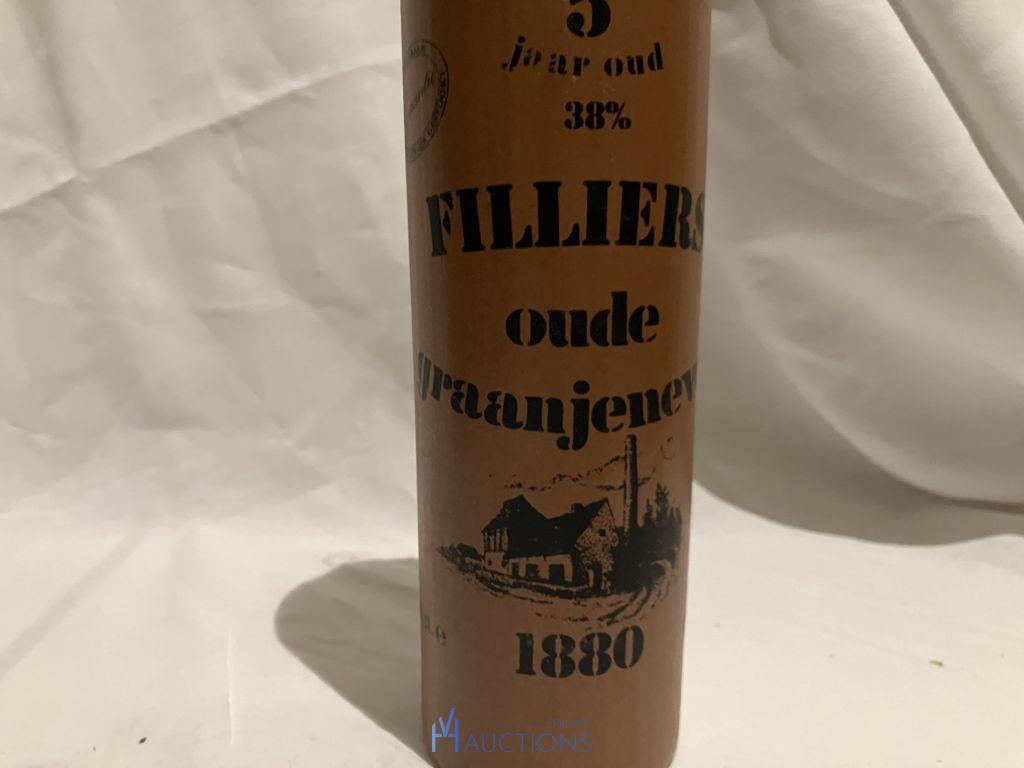 5
jaar oud
38%
FILLIERS
oude
graanjenev
1880
AUCTIONS